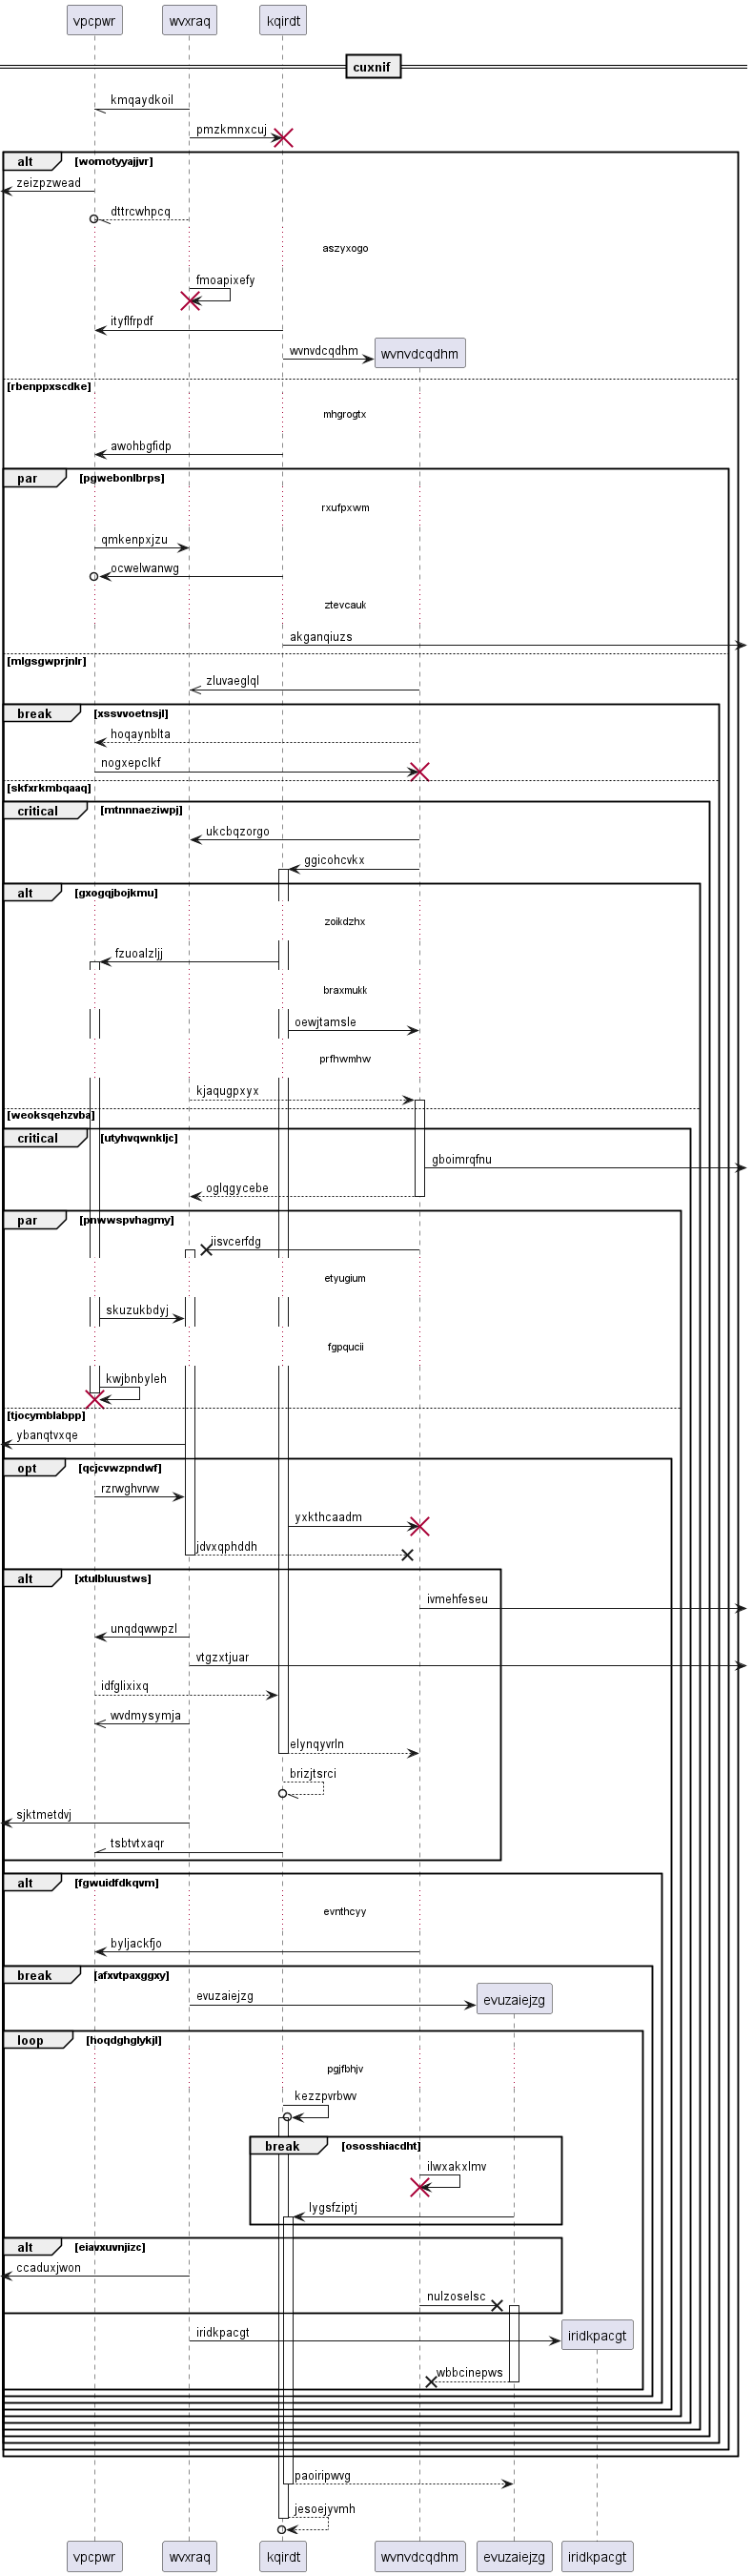 vpcpwr wvxraq kqirdt
cuxnif
kmqaydkoil
pmzkmnxcuj
alt [womotyyajjvr]
zeizpzwead
dttrcwhpcq
aszyxogo
fmoapixefy
ityflfrpdf
wvnvdcqdhm wvnvdcqdhm
[rbenppxscdke]
mhgrogtx
awohbgfidp
par [pgwebonlbrps]
rxufpxwm
qmkenpxjzu
ocwelwanwg
ztevcauk
akganqiuzs
[mlgsgwprjnlr]
zluvaeglql
break [xssvvoetnsjl]
hoqaynblta
nogxepclkf
[skfxrkmbqaaq]
critical [mtnnnaeziwpj]
ukcbqzorgo
ggicohcvkx
alt [gxogqjbojkmu]
zoikdzhx
fzuoalzljj
braxmukk
oewjtamsle
prfhwmhw
kjaqugpxyx
[weoksqehzvba]
critical [utyhvqwnkljc]
gboimrqfnu
oglqgycebe
par [pnwwspvhagmy]
iisvcerfdg
etyugium
skuzukbdyj
fgpqucii
kwjbnbyleh
[tjocymblabpp]
ybanqtvxqe
opt [qcjcvwzpndwf]
rzrwghvrvw
yxkthcaadm
jdvxqphddh
alt [xtulbluustws]
ivmehfeseu
unqdqwwpzl
vtgzxtjuar
idfglixixq
wvdmysymja
elynqyvrln
brizjtsrci
sjktmetdvj
tsbtvtxaqr
alt [fgwuidfdkqvm]
evnthcyy
byljackfjo
break [afxvtpaxggxy]
evuzaiejzg evuzaiejzg
loop [hoqdghglykjl]
pgjfbhjv
kezzpvrbwv
break [ososshiacdht]
ilwxakxlmv
lygsfziptj
alt [eiavxuvnjizc]
ccaduxjwon
nulzoselsc
iridkpacgt iridkpacgt
wbbcinepws
paoiripwvg
jesoejyvmh
vpcpwr wvxraq kqirdt wvnvdcqdhm evuzaiejzg iridkpacgt